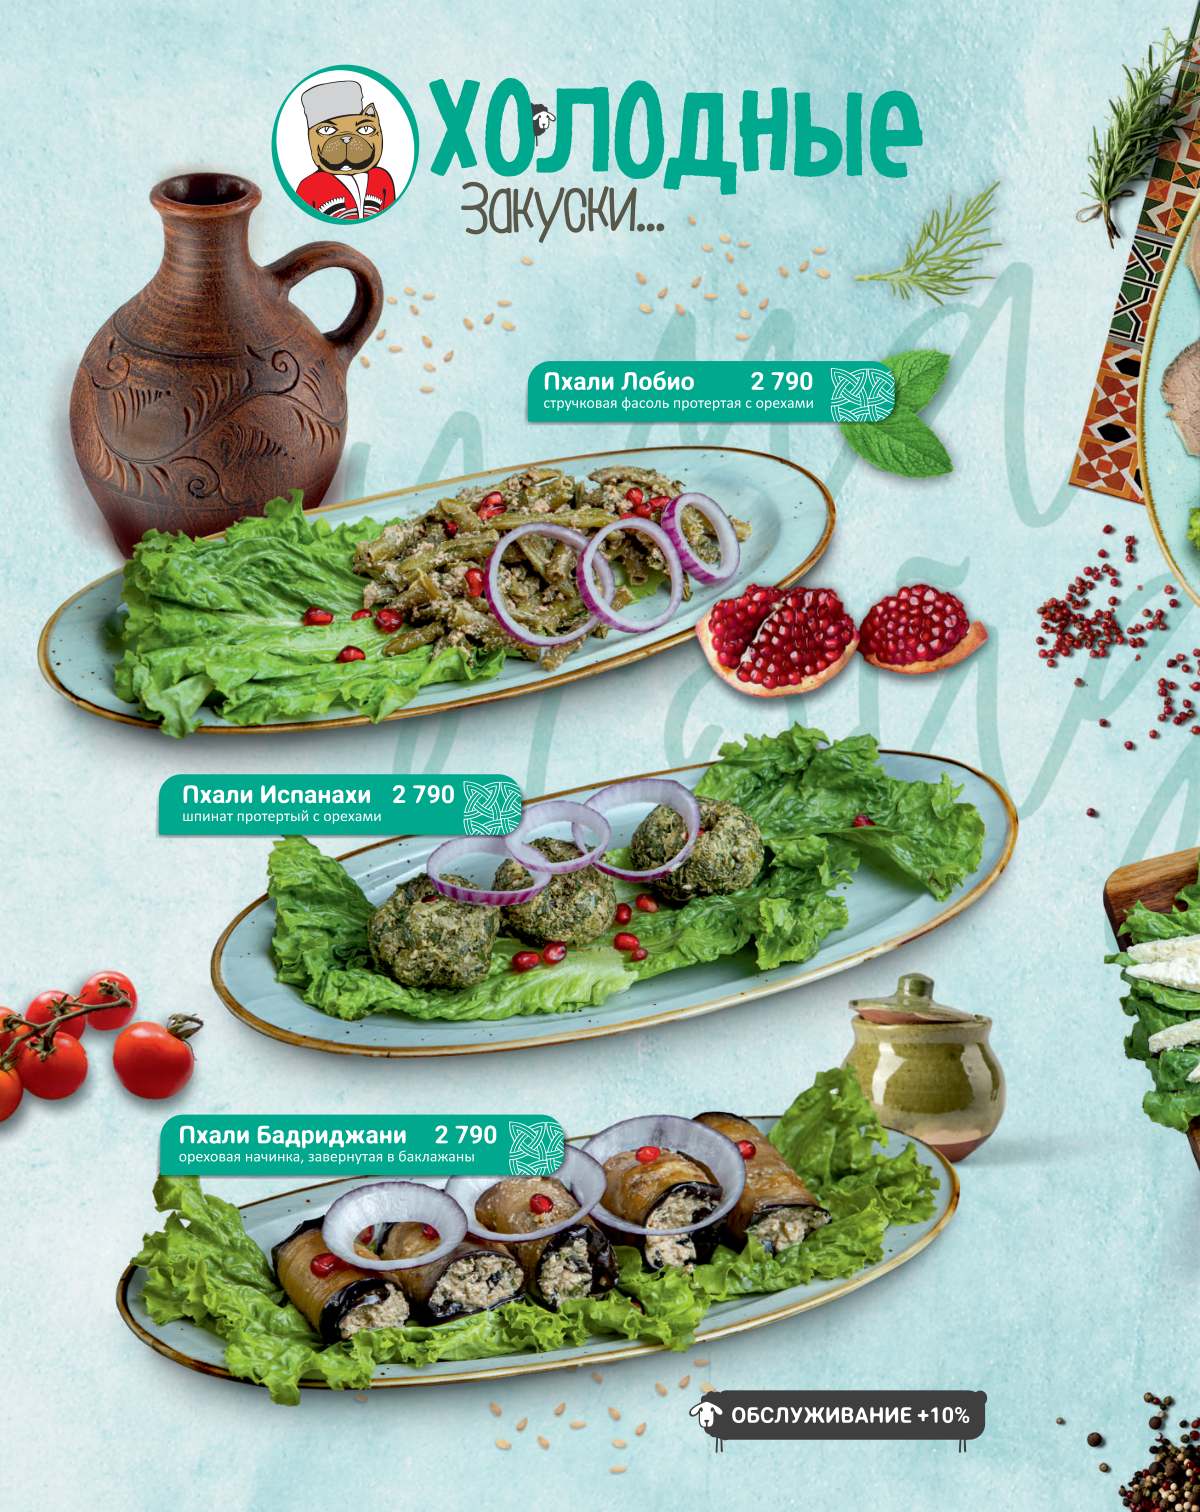 ХОЛОДНЫЕ
ЗАКУСКИ...
Пхали Лобио 2 790
стручковая фасоль протертая с орехами
Пхали Испанахи 2 790
шпинат протертый с орехами
Пхали Бадриджани 2 790
ореховая начинка, завернутая в баклажаны
ОБСЛУЖИВАНИЕ +10%